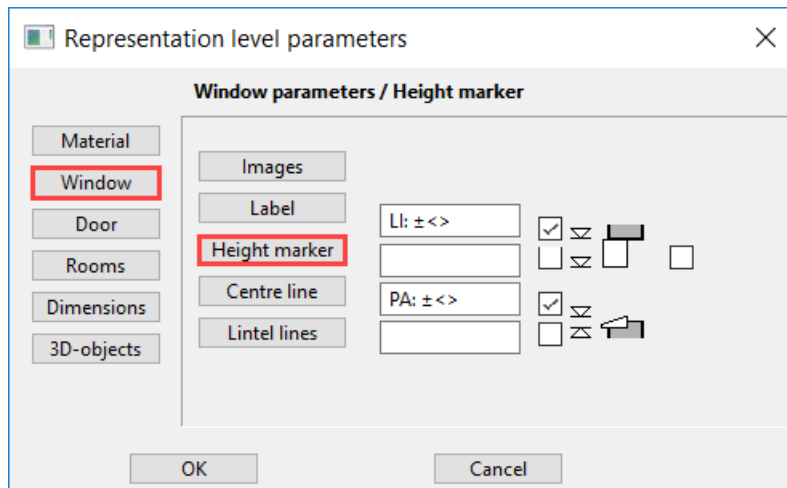 Representation level parameters
Window parameters / Height marker
Material
Window
Door
Rooms
Dimensions
3D-objects
Images
Label
Height marker
Centre line
Lintel lines
LI: ±<>
PA: ±<>
OK
Cancel